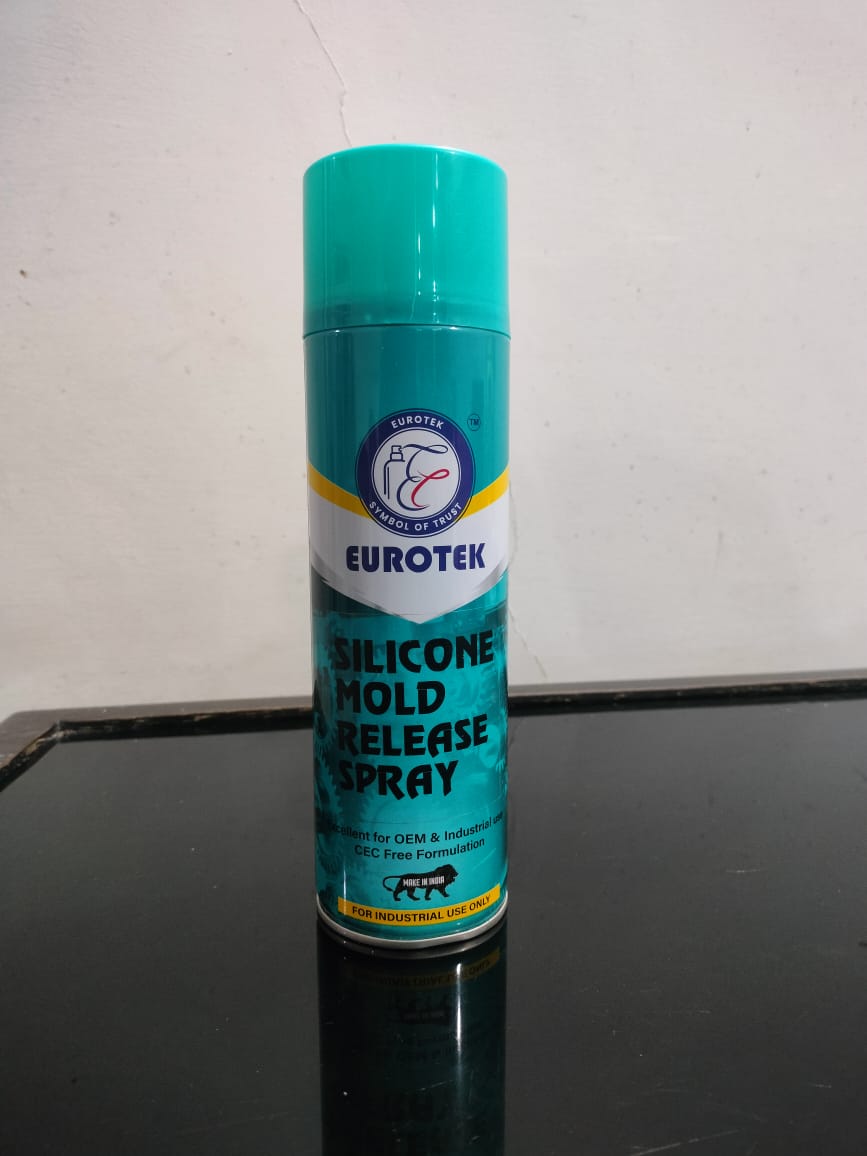 EUROTEK
TM
SYMBOL OF TRUST
EUROTEK
SILICONE
MOLD
RELEASE
SPRAY
Excellent for OEM & Industrial use
CEC Free Formulation
MAKE IN INDIA
FOR INDUSTRIAL USE ONLY